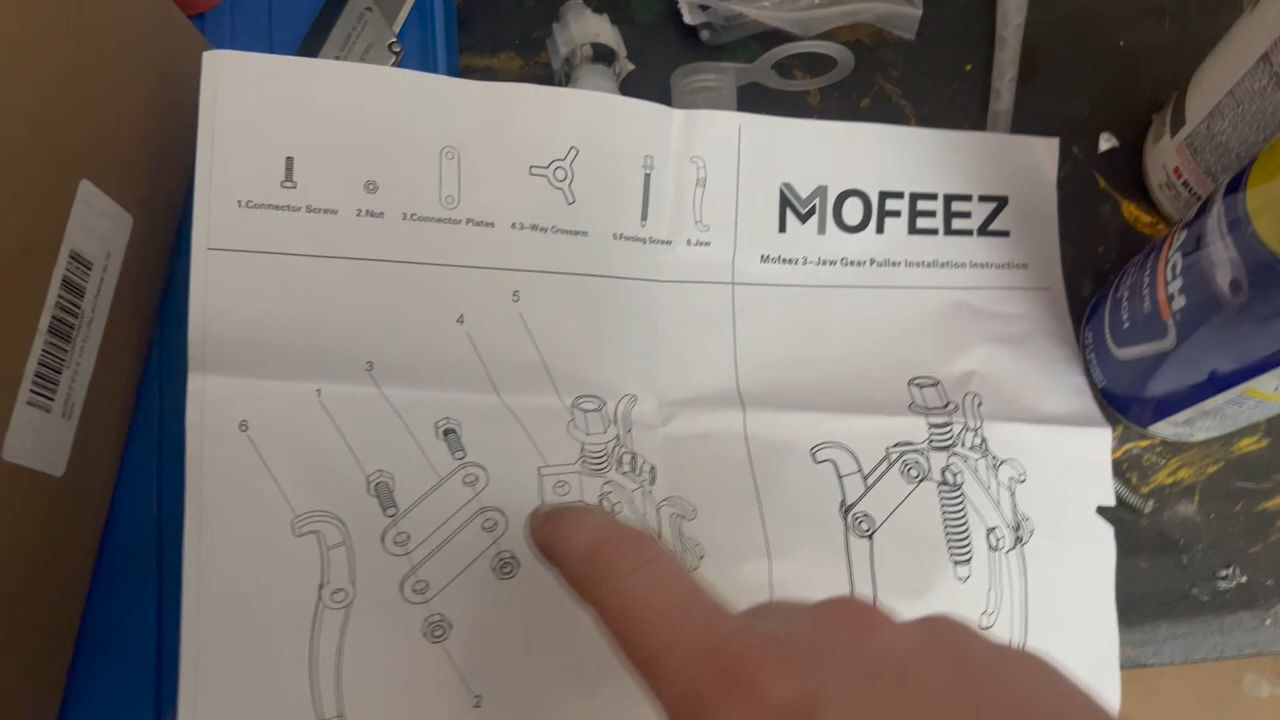 1.Connector Screw
2.Nut
3.Connector Plates
4.3-Way Crossarm
5.Forcing Screw
6.Jaw
MOFEEZ
Mofeez 3-Jaw Gear Puller Installation Instruction
5
4
3
1
6
2